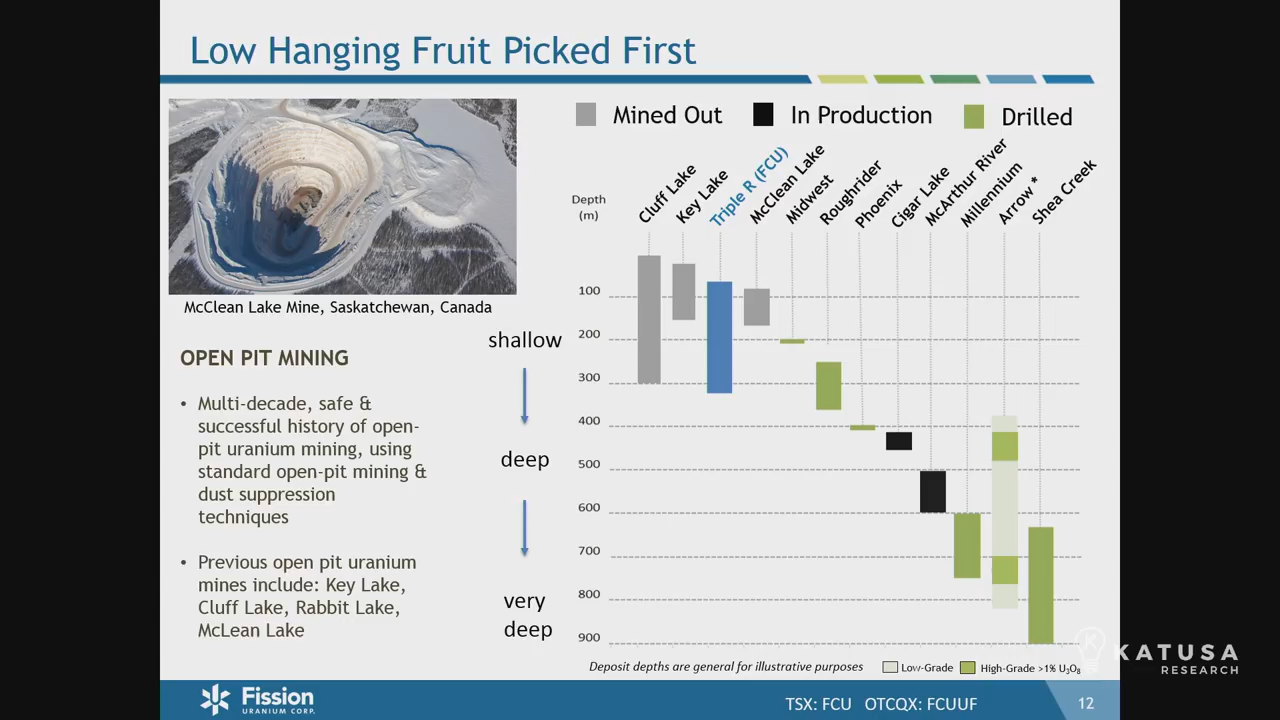 Low Hanging Fruit Picked First
Mined Out
In Production
Drilled
McClean Lake Mine, Saskatchewan, Canada
OPEN PIT MINING
• Multi-decade, safe &
successful history of open-
pit uranium mining, using
standard open-pit mining &
dust suppression
techniques
• Previous open pit uranium
mines include: Key Lake,
Cluff Lake, Rabbit Lake,
McLean Lake
shallow
deep
very
deep
Depth
(m)
Cluff Lake
Key Lake
Triple R (FCU)
McClean Lake
Midwest
Roughrider
Phoenix
Cigar Lake
McArthur River
Millennium
Arrow *
Shea Creek
100
200
300
400
500
600
700
800
900
Deposit depths are general for illustrative purposes
Low-Grade
High-Grade >1% U₃O₈
KATUSA
RESEARCH
Fission
URANIUM CORP.
TSX: FCU OTCQX: FCUUF
12